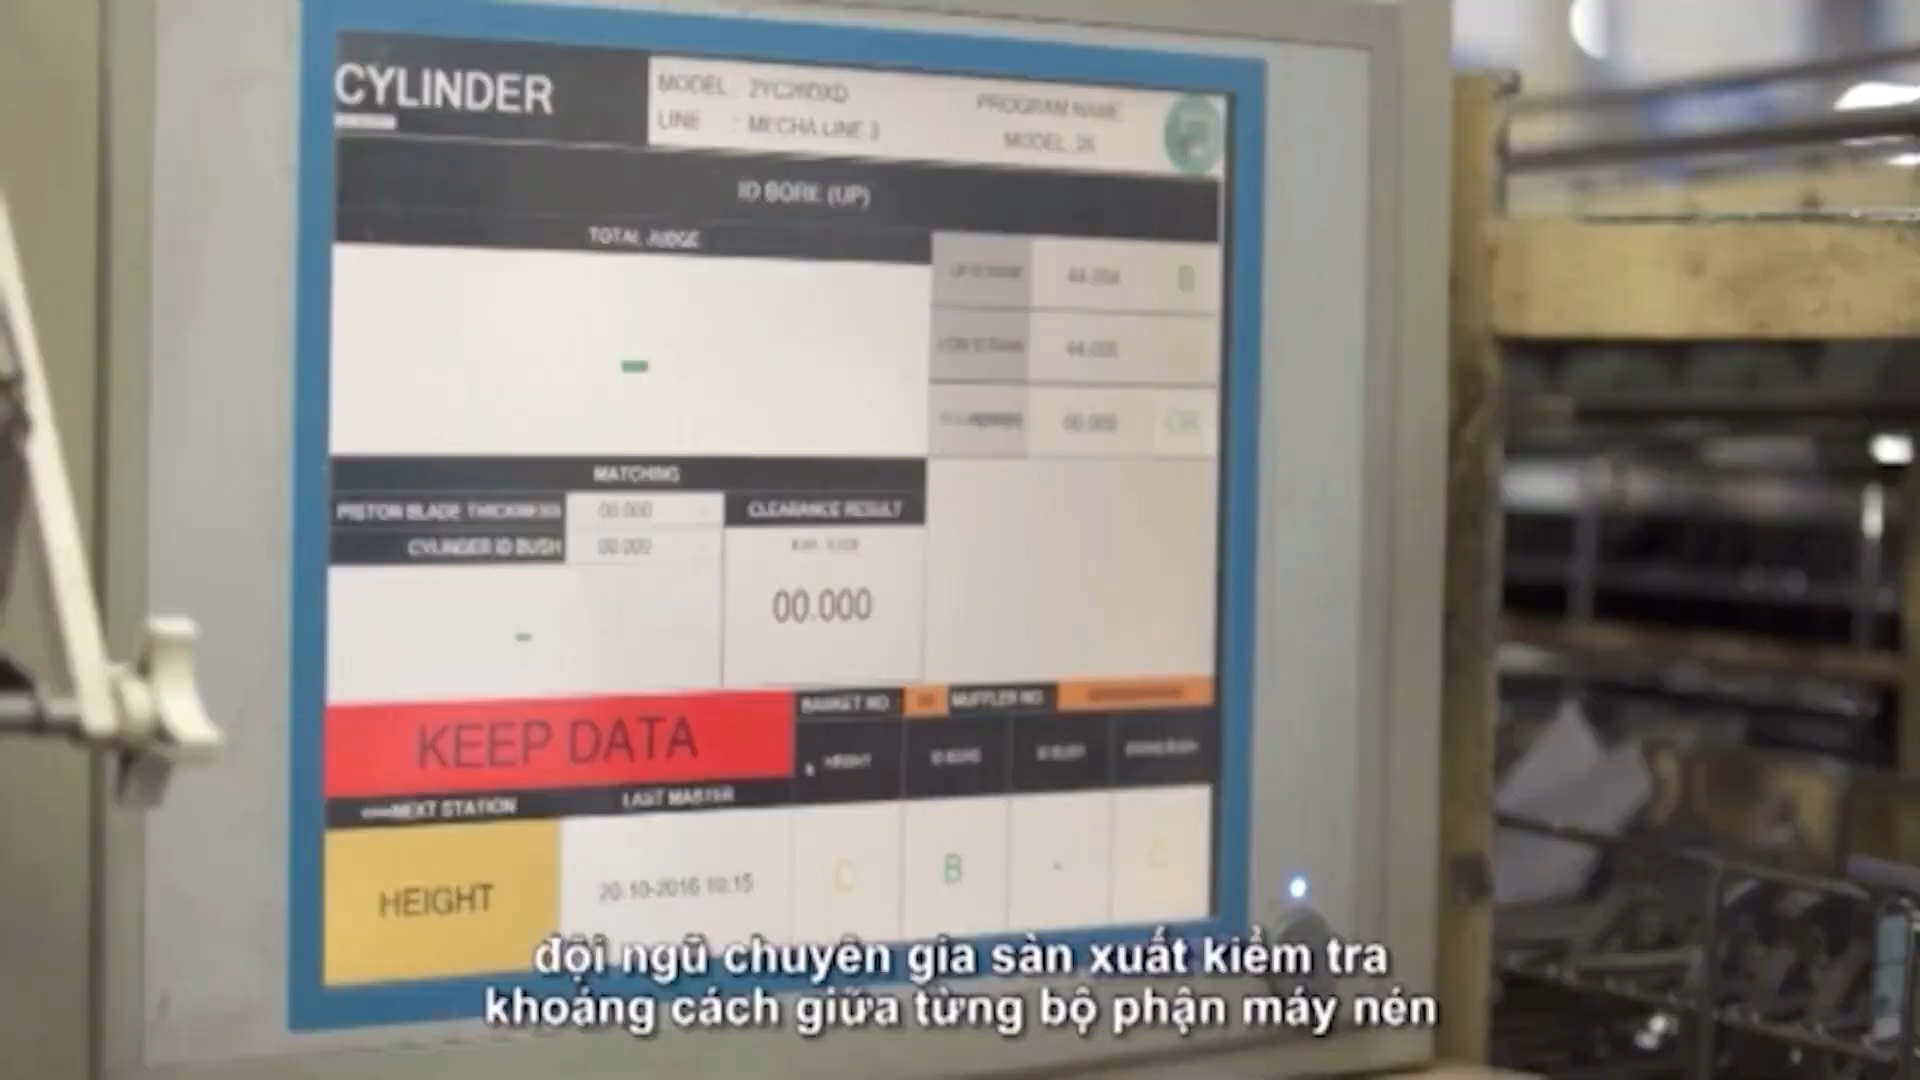 CYLINDER
MODEL : 2YC26DXD
LINE : MECHA LINE 3
PROGRAM NAME
ID BORE (UP)
TOTAL JUDGE
B
OK
MATCHING
PISTON BLADE THICKNESS 00.000
CLEARANCE RESULT
CYLINDER ID BUSH 00.000
00.000
KEEP DATA
BASKET NO
MUFFLER NO
HEIGHT
ID BUSH
NEXT STATION
LAST MASTER
HEIGHT
20-10-2016 10:15
C
B
-
C
đội ngũ chuyên gia sản xuất kiểm tra
khoảng cách giữa từng bộ phận máy nén